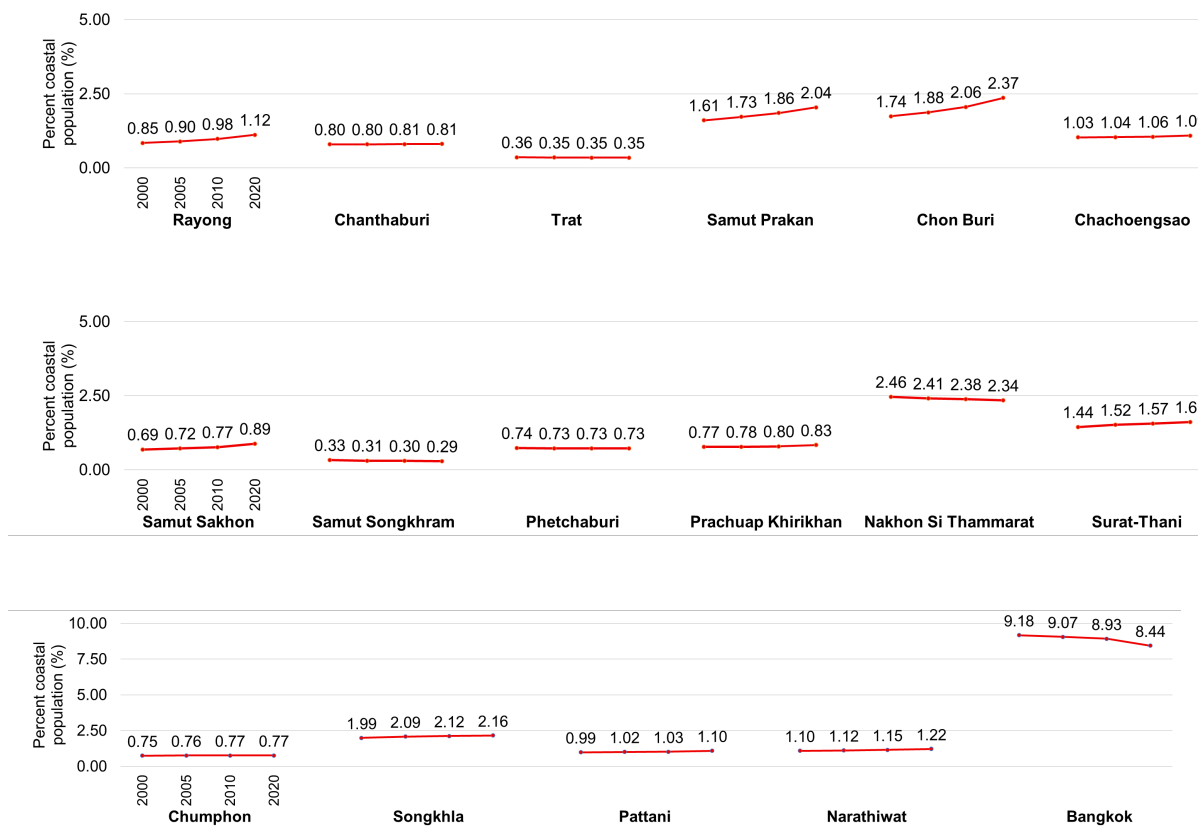 Percent coastal
population (%)
5.00
2.50
0.00
0.85 0.90 0.98 1.12
0.80 0.80 0.81 0.81
0.36 0.35 0.35 0.35
1.61 1.73 1.86 2.04
1.74 1.88 2.06 2.37
1.03 1.04 1.06
2000 2005 2010 2020
Rayong Chanthaburi Trat Samut Prakan Chon Buri Chachoengsao
Percent coastal
population (%)
5.00
2.50
0.00
0.69 0.72 0.77 0.89
0.33 0.31 0.30 0.29
0.74 0.73 0.73 0.73
0.77 0.78 0.80 0.83
2.46 2.41 2.38 2.34
1.44 1.52 1.57
2000 2005 2010 2020
Samut Sakhon Samut Songkhram Phetchaburi Prachuap Khirikhan Nakhon Si Thammarat Surat-Thani
Percent coastal
population (%)
10.00
7.50
5.00
2.50
0.00
0.75 0.76 0.77 0.77
1.99 2.09 2.12 2.16
0.99 1.02 1.03 1.10
1.10 1.12 1.15 1.22
9.18 9.07 8.93 8.44
2000 2005 2010 2020
Chumphon Songkhla Pattani Narathiwat Bangkok